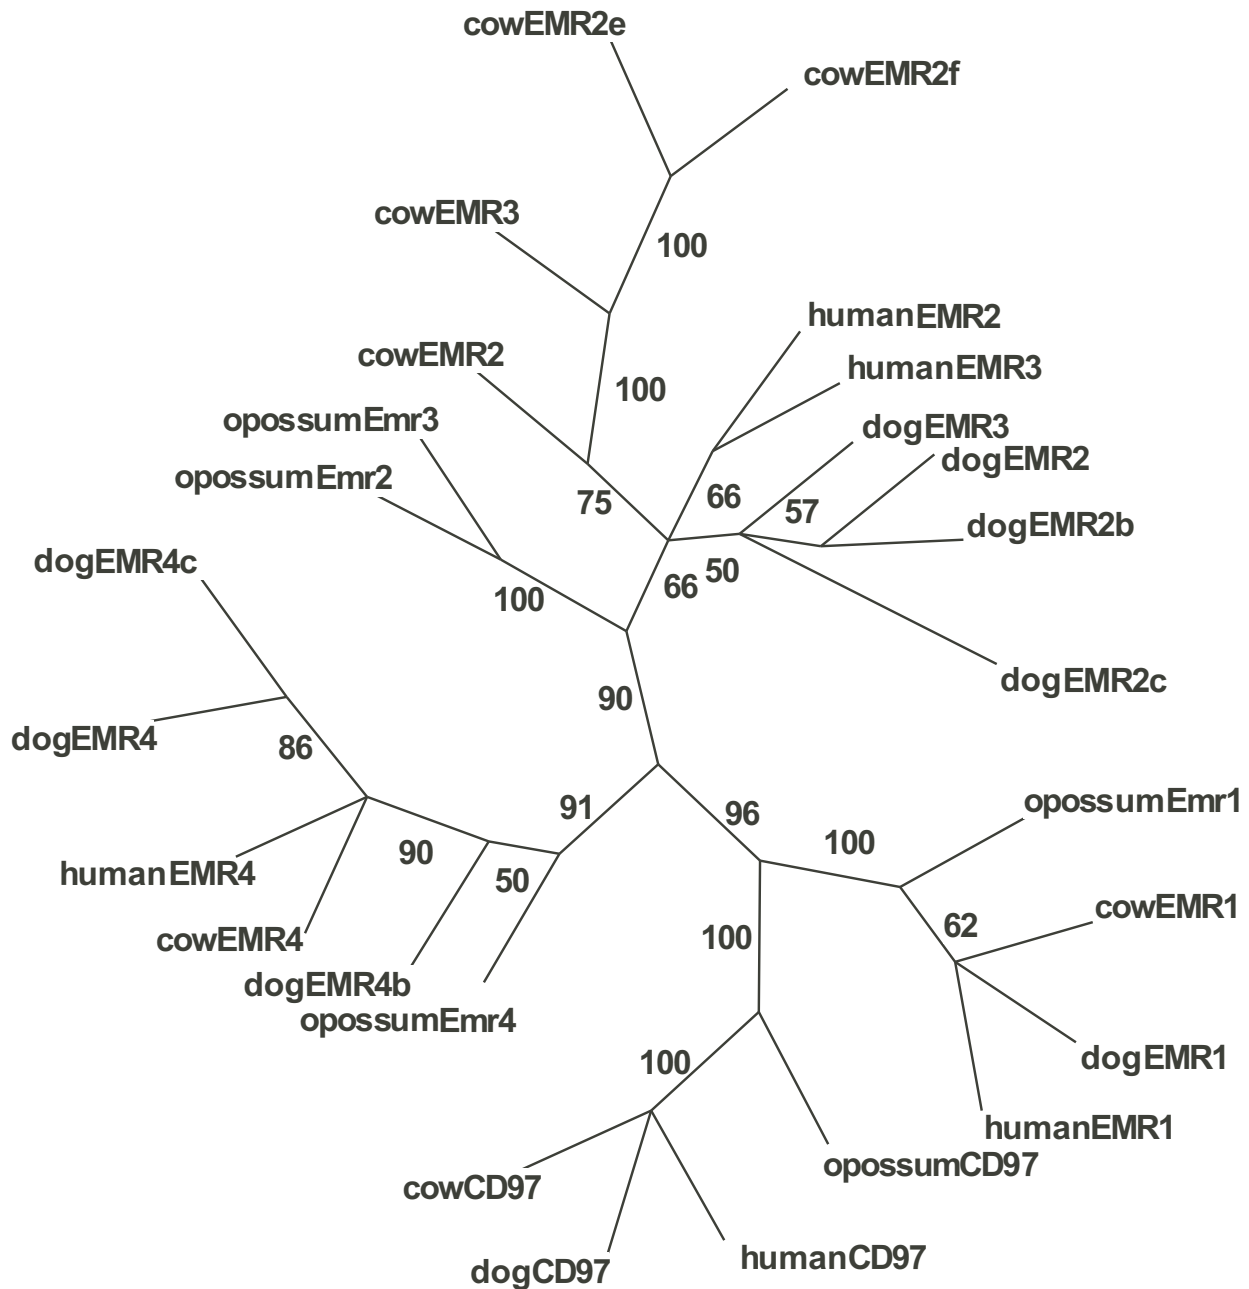 cowEMR2e
cowEMR2f
cowEMR3
100
humanEMR2
cowEMR2
humanEMR3
100
opossumEmr3
dogEMR3
dogEMR2
opossumEmr2
66
75
57
dogEMR2b
dogEMR4c
50
66
100
dogEMR2c
90
dogEMR4
86
91
96
opossumEmr1
100
90
humanEMR4
50
cowEMR1
62
cowEMR4
100
dogEMR4b
opossumEmr4
100
dogEMR1
humanEMR1
opossumCD97
cowCD97
humanCD97
dogCD97